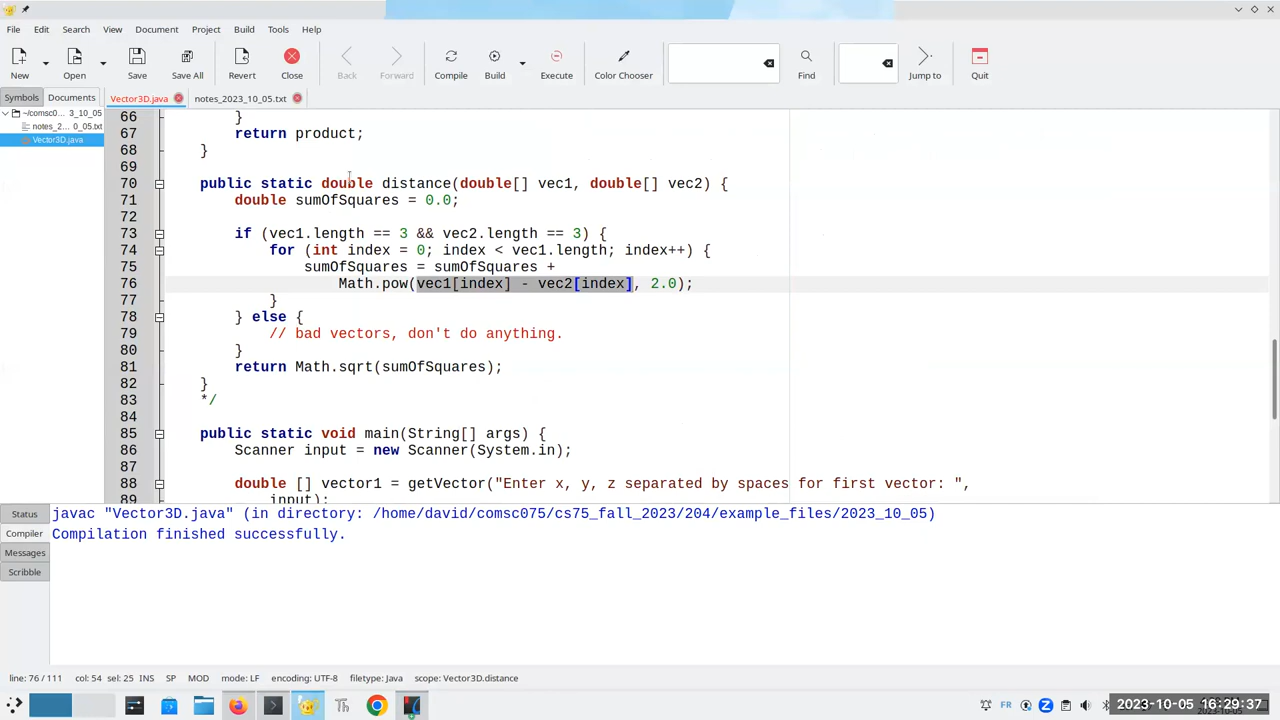 File Edit Search View Document Project Build Tools Help
New Open Save Save All Revert Close Back Forward Compile Build Execute Color Chooser Find Jump to Quit
Symbols Documents Vector3D.java notes_2023_10_05.txt
~/comsc0... 3_10_05
notes_2... 0_05.txt
Vector3D.java
66 }
67 return product;
68 }
69
70 public static double distance(double[] vec1, double[] vec2) {
71 double sumOfSquares = 0.0;
72
73 if (vec1.length == 3 && vec2.length == 3) {
74 for (int index = 0; index < vec1.length; index++) {
75 sumOfSquares = sumOfSquares +
76 Math.pow(vec1[index] - vec2[index], 2.0);
77 }
78 } else {
79 // bad vectors, don't do anything.
80 }
81 return Math.sqrt(sumOfSquares);
82 }
83 */
84
85 public static void main(String[] args) {
86 Scanner input = new Scanner(System.in);
87
88 double [] vector1 = getVector("Enter x, y, z separated by spaces for first vector: ",
89 input);
Status
Compiler
Messages
Scribble
javac "Vector3D.java" (in directory: /home/david/comsc075/cs75_fall_2023/204/example_files/2023_10_05)
Compilation finished successfully.
line: 76 / 111 col: 54 sel: 25 INS SP MOD mode: LF encoding: UTF-8 filetype: Java scope: Vector3D.distance
FR 2023-10-05 16:29:37